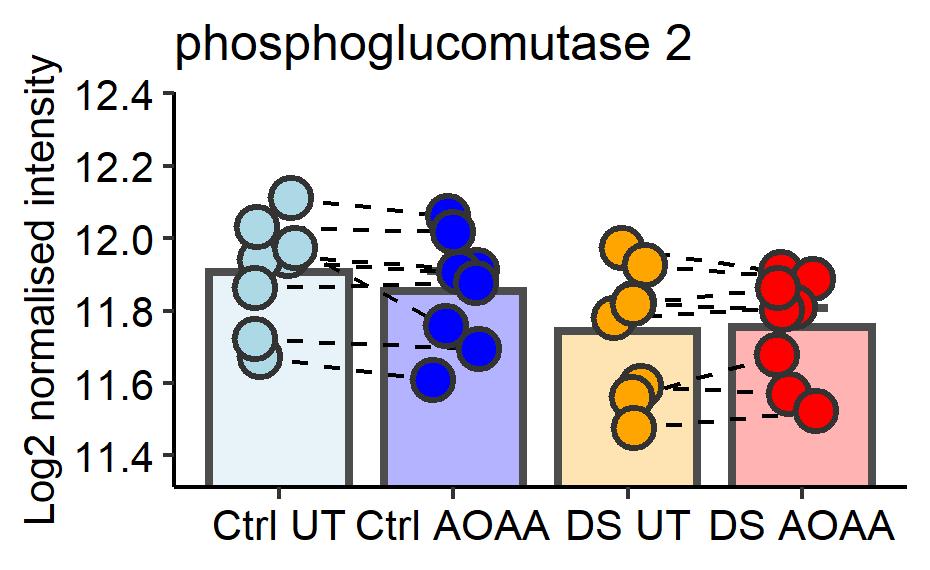 phosphoglucomutase 2
Log2 normalised intensity
12.4
12.2
12.0
11.8
11.6
11.4
Ctrl UT Ctrl AOAA DS UT DS AOAA